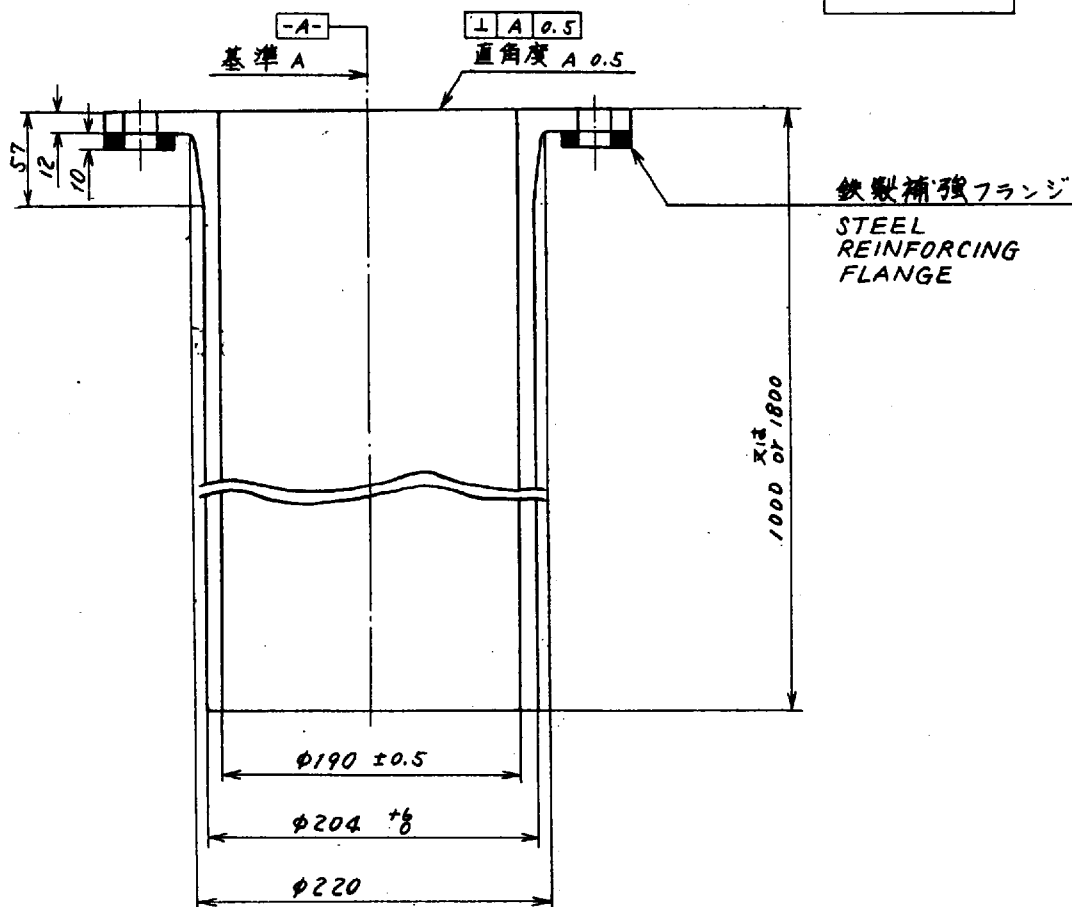 -A-
⊥ A 0.5
基準 A
直角度 A 0.5
57
12
10
鉄製補強フランジ
STEEL
REINFORCING
FLANGE
1000 又は or 1800
φ190 ±0.5
φ204 +6 0
φ220